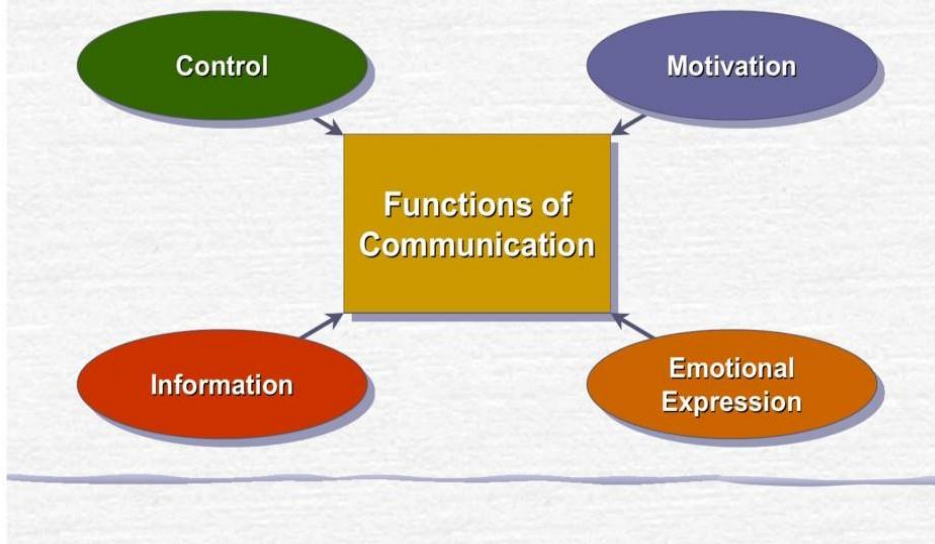 Control
Motivation
Functions of
Communication
Information
Emotional
Expression